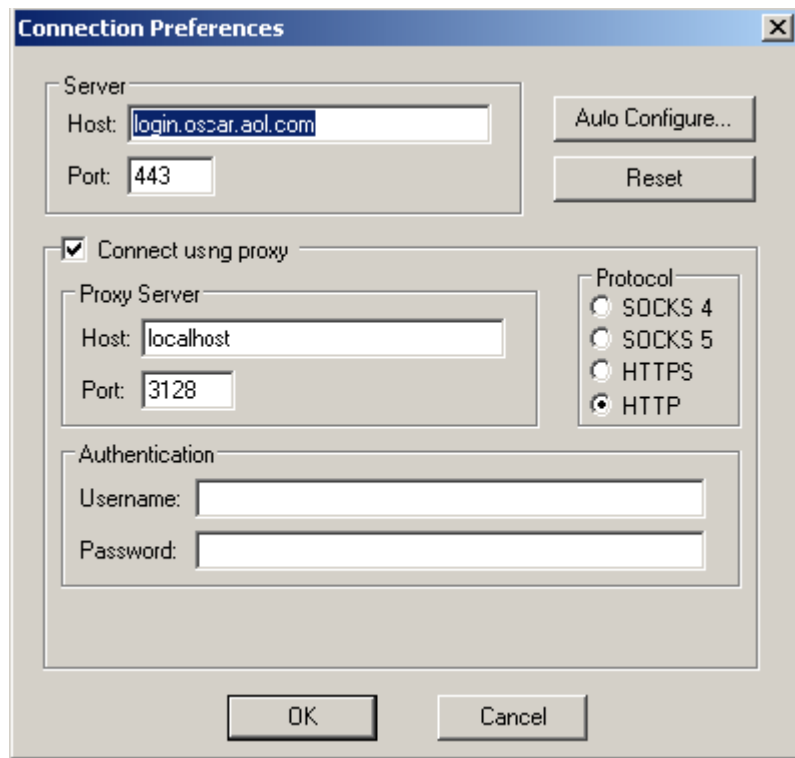 Connection Preferences
Server
Host: login.oscar.aol.com
Auto Configure...
Port: 443
Reset
Connect using proxy
Proxy Server
Protocol
SOCKS 4
Host: localhost
SOCKS 5
HTTPS
Port: 3128
HTTP
Authentication
Username:
Password:
OK
Cancel